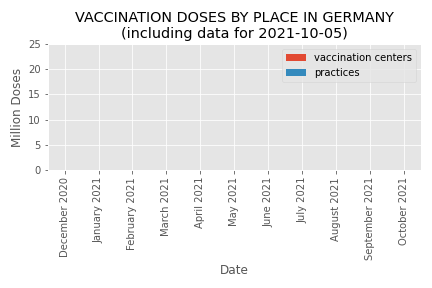 VACCINATION DOSES BY PLACE IN GERMANY
(including data for 2021-10-05)
vaccination centers
practices
Million Doses
25
20
15
10
5
0
December 2020
January 2021
February 2021
March 2021
April 2021
May 2021
June 2021
July 2021
August 2021
September 2021
October 2021
Date